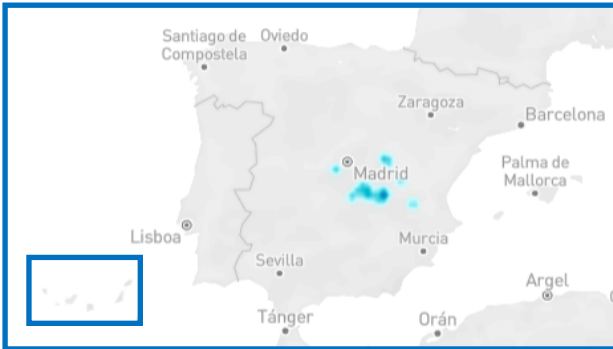 Santiago de
Compostela
Oviedo
Zaragoza
Barcelona
Madrid
Palma de
Mallorca
Lisboa
Murcia
Sevilla
Argel
Tánger
Orán